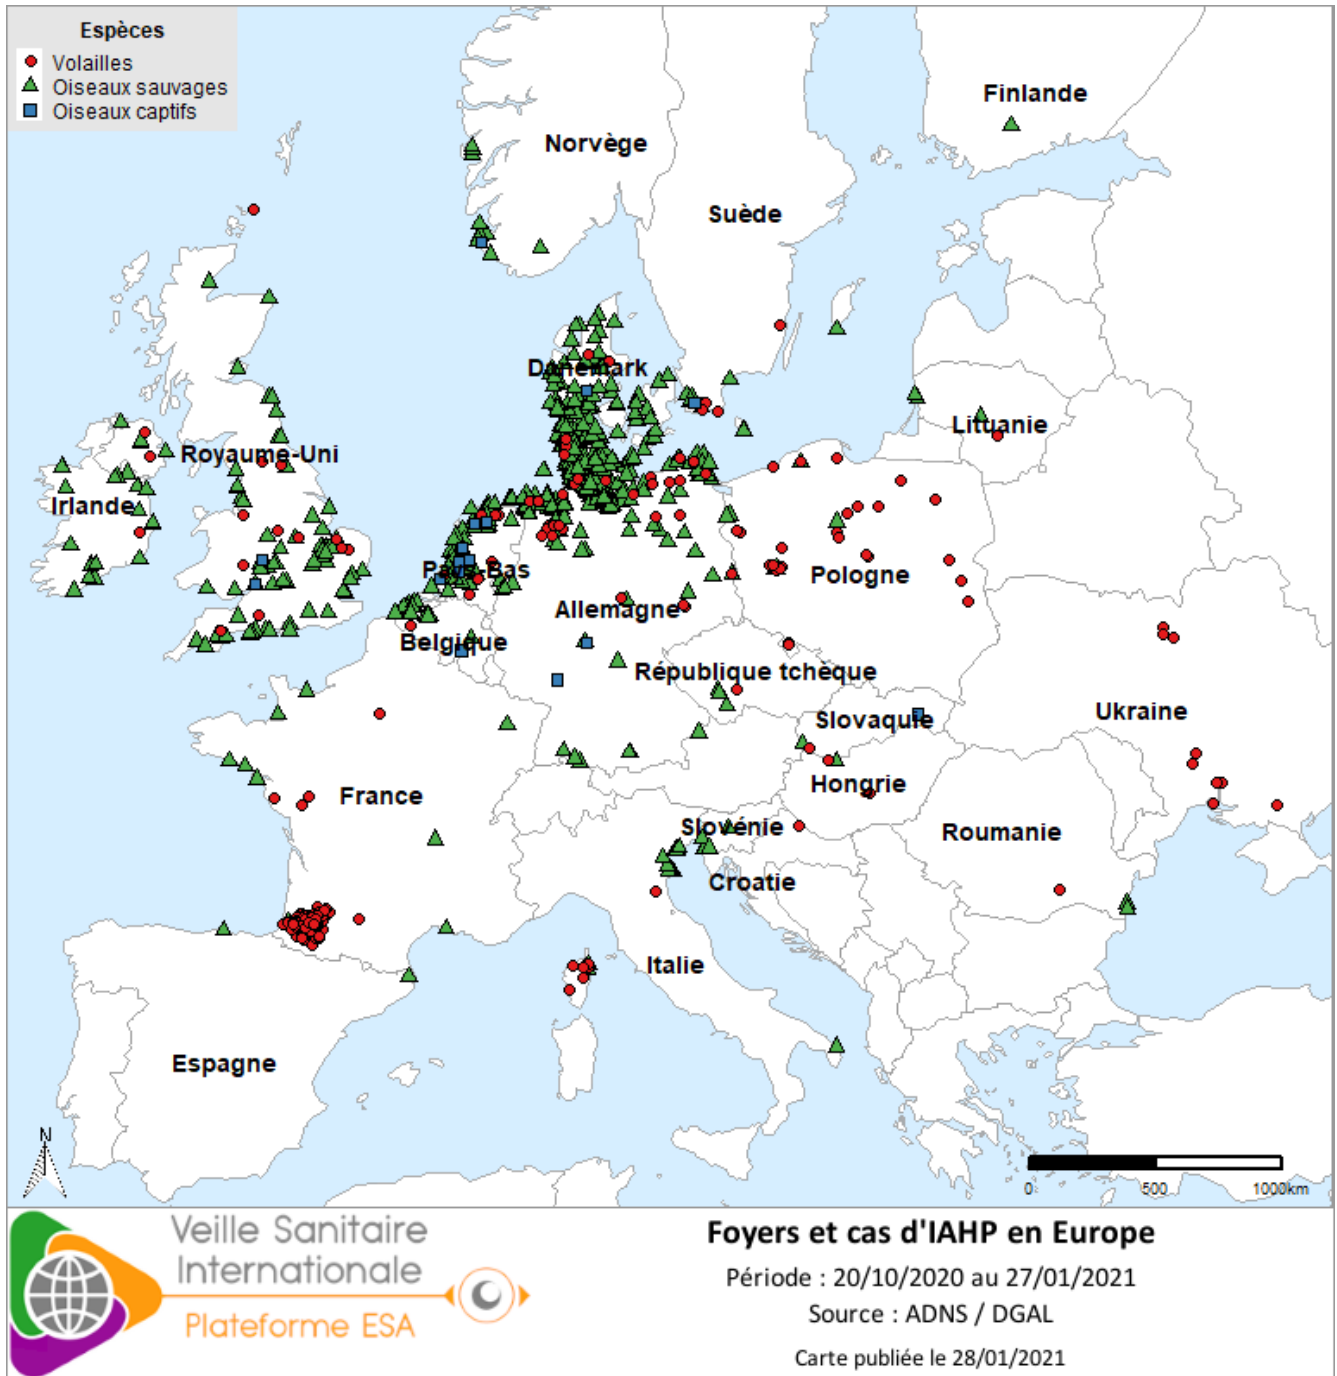 Espèces
Volailles
Oiseaux sauvages
Oiseaux captifs
Finlande
Norvège
Suède
Danemark
Lituanie
Royaume-Uni
Irlande
Pays-Bas
Pologne
Allemagne
Belgique
République tchèque
Slovaquie
Ukraine
Hongrie
France
Slovénie
Roumanie
Croatie
Italie
Espagne
N
0 500 1000km
Veille Sanitaire
Internationale
Plateforme ESA
Foyers et cas d'IAHP en Europe
Période : 20/10/2020 au 27/01/2021
Source : ADNS / DGAL
Carte publiée le 28/01/2021